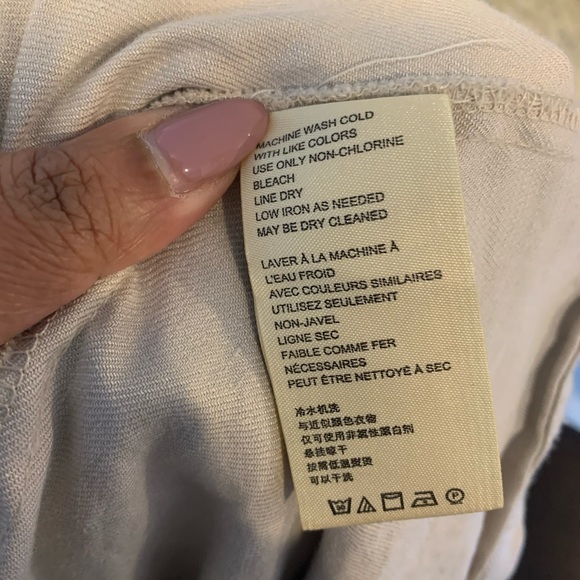 MACHINE WASH COLD
WITH LIKE COLORS
USE ONLY NON-CHLORINE
BLEACH
LINE DRY
LOW IRON AS NEEDED
MAY BE DRY CLEANED
LAVER À LA MACHINE À
L'EAU FROID
AVEC COULEURS SIMILAIRES
UTILISEZ SEULEMENT
NON-JAVEL
LIGNE SEC
FAIBLE COMME FER
NÉCESSAIRES
PEUT ÊTRE NETTOYÉ À SEC
冷水机洗
与近似颜色衣物
仅可使用非氯性漂白剂
悬挂晾干
按需低温熨烫
可以干洗